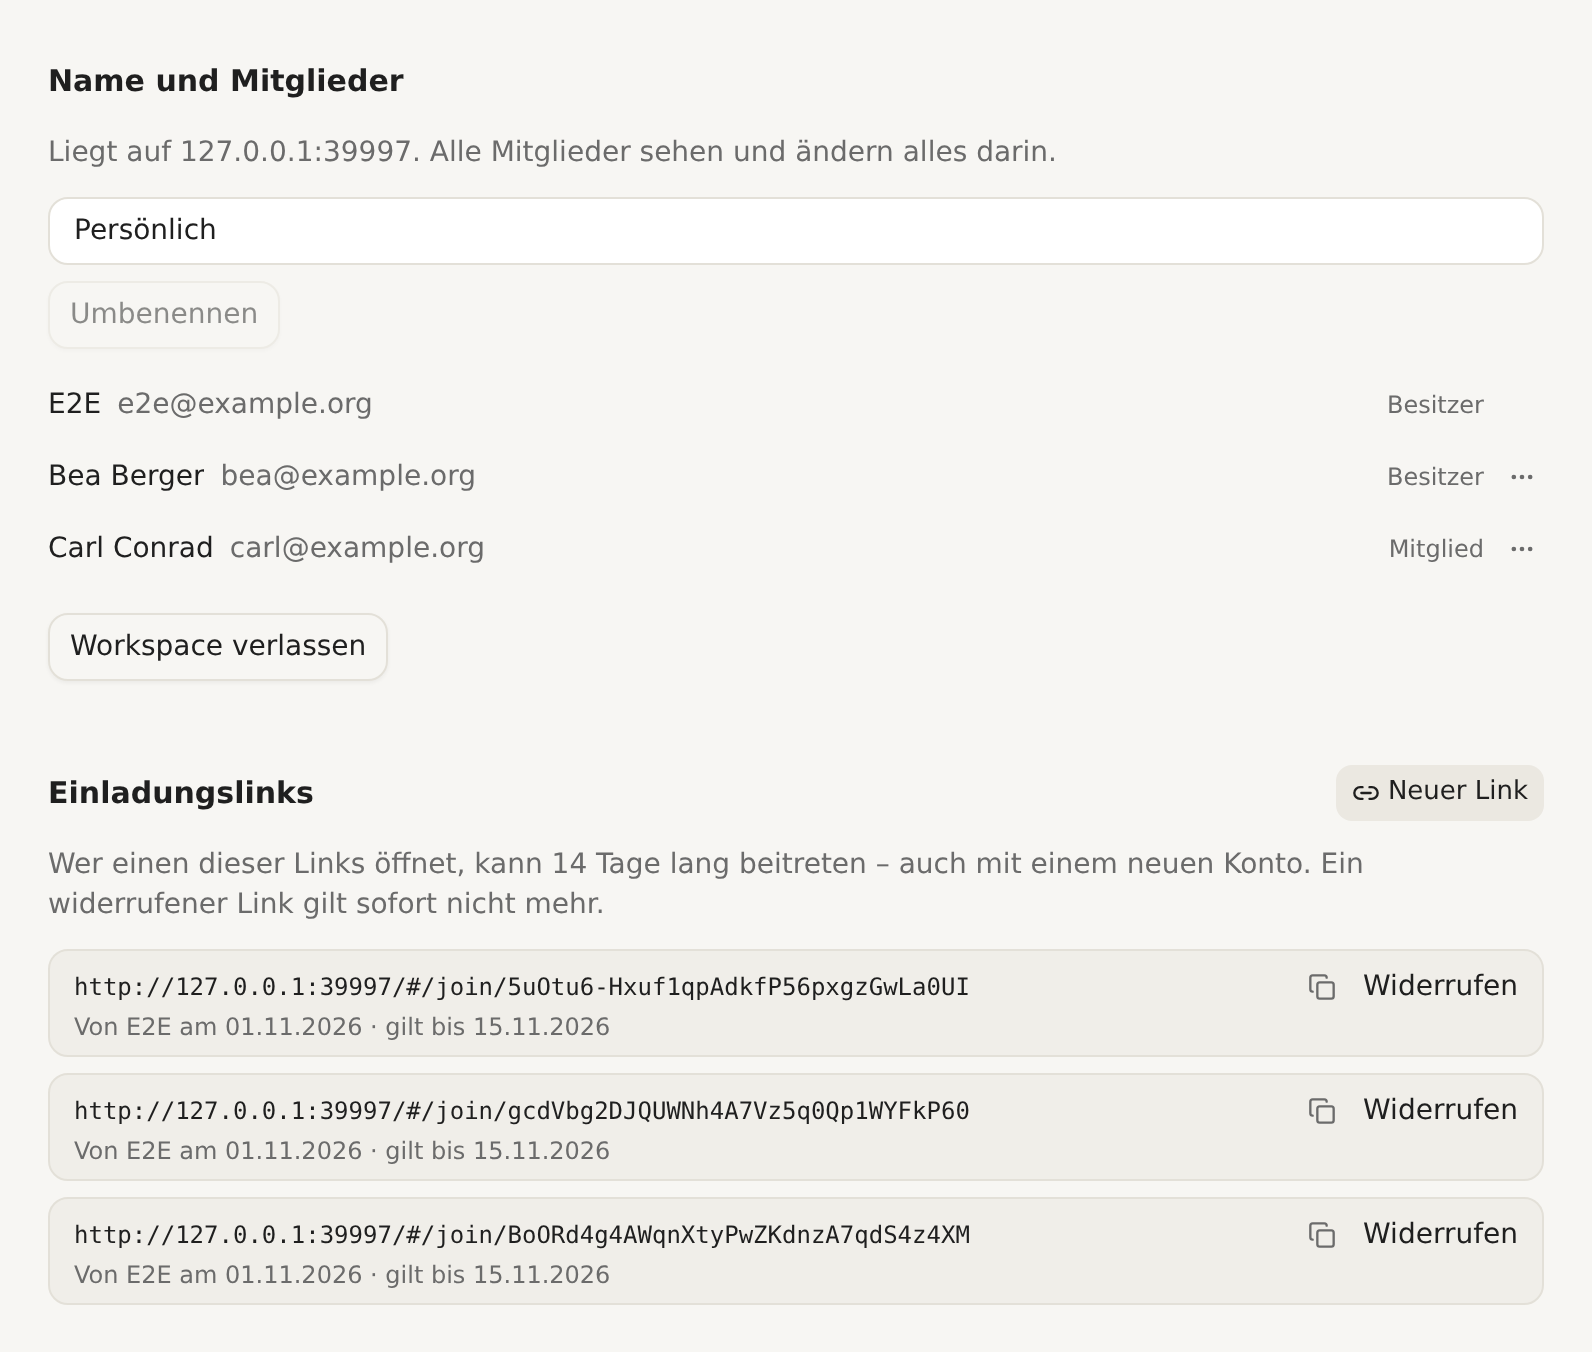 Name und Mitglieder
Liegt auf 127.0.0.1:39997. Alle Mitglieder sehen und ändern alles darin.
Persönlich
Umbenennen
E2E e2e@example.org Besitzer
Bea Berger bea@example.org Besitzer
Carl Conrad carl@example.org Mitglied
Workspace verlassen
Einladungslinks Neuer Link
Wer einen dieser Links öffnet, kann 14 Tage lang beitreten – auch mit einem neuen Konto. Ein
widerrufener Link gilt sofort nicht mehr.
http://127.0.0.1:39997/#/join/5uOtu6-Hxuf1qpAdkfP56pxgzGwLa0UI Widerrufen
Von E2E am 01.11.2026 · gilt bis 15.11.2026
http://127.0.0.1:39997/#/join/gcdVbg2DJQUWNh4A7Vz5q0Qp1WYFkP60 Widerrufen
Von E2E am 01.11.2026 · gilt bis 15.11.2026
http://127.0.0.1:39997/#/join/BoORd4g4AWqnXtyPwZKdnzA7qdS4z4XM Widerrufen
Von E2E am 01.11.2026 · gilt bis 15.11.2026